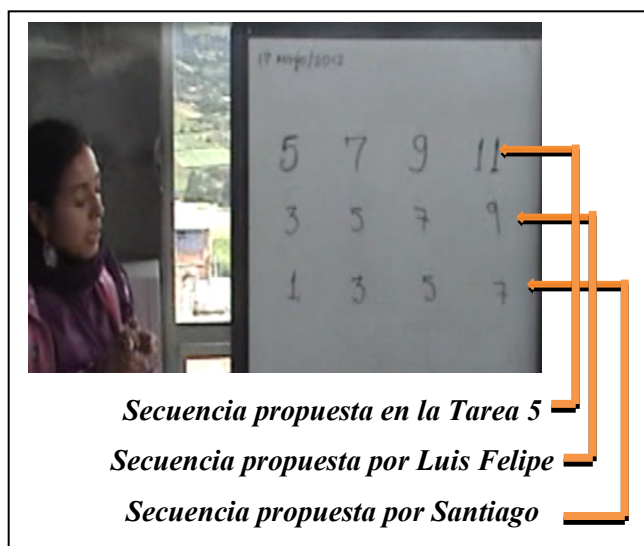 17 Mayo/2012
5 7 9 11
3 5 7 9
1 3 5 7
Secuencia propuesta en la Tarea 5
Secuencia propuesta por Luis Felipe
Secuencia propuesta por Santiago